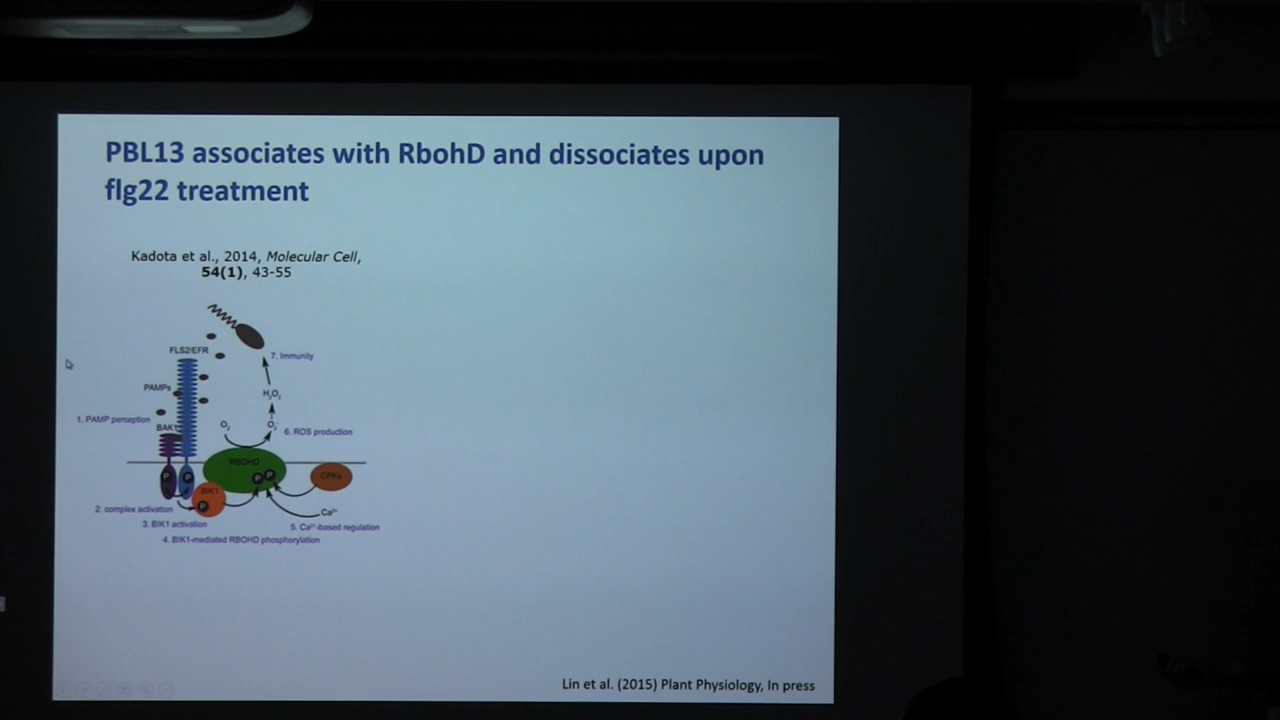 PBL13 associates with RbohD and dissociates upon
flg22 treatment
Kadota et al., 2014, Molecular Cell,
54(1), 43-55
FLS2/EFR
7. Immunity
PAMPs
H₂O₂
1. PAMP perception
BAK1
O₂
O₂⁻
6. ROS production
RBOHD
P
P
P
P
CPKs
BIK1
P
2. complex activation
Ca²⁺
3. BIK1 activation
5. Ca²⁺-based regulation
4. BIK1-mediated RBOHD phosphorylation
Lin et al. (2015) Plant Physiology, In press